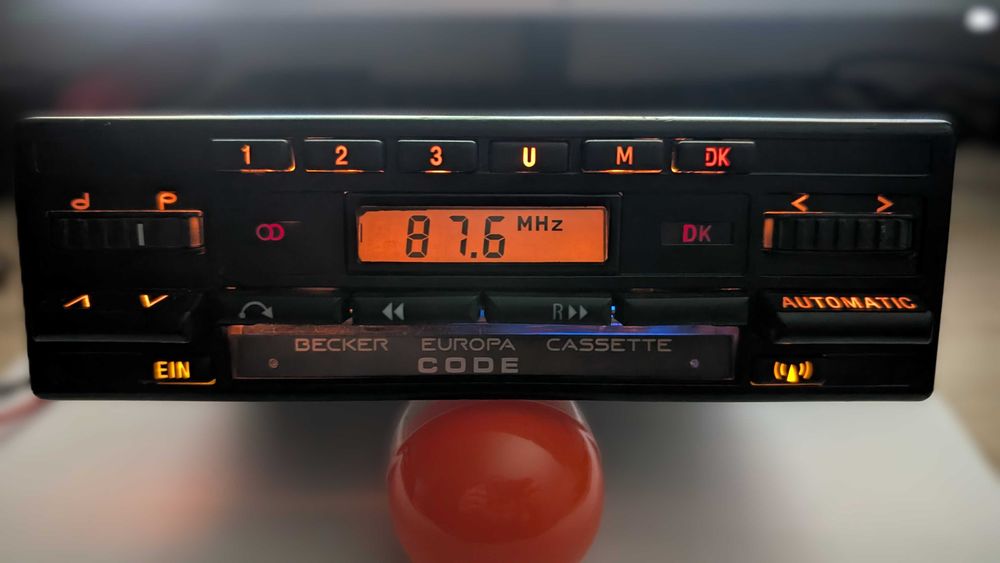 1 2 3 U M DK
d p
87.6 MHz
DK
< >
R
AUTOMATIC
BECKER EUROPA CASSETTE
CODE
EIN